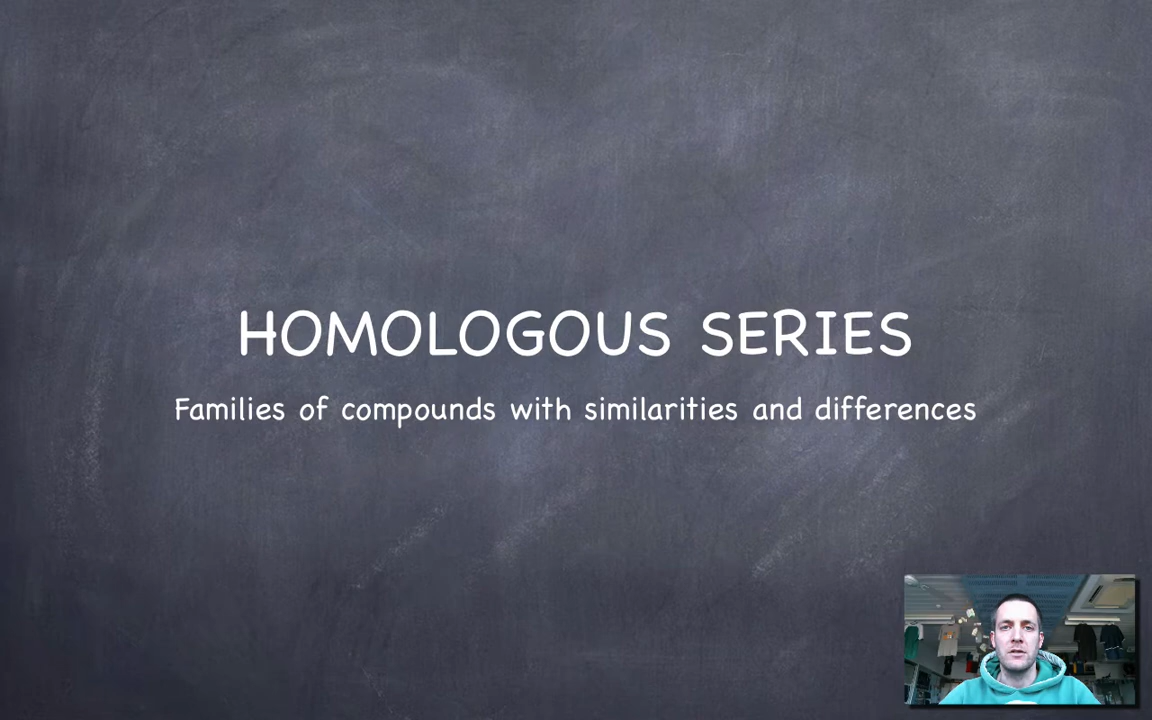 HOMOLOGOUS SERIES
Families of compounds with similarities and differences